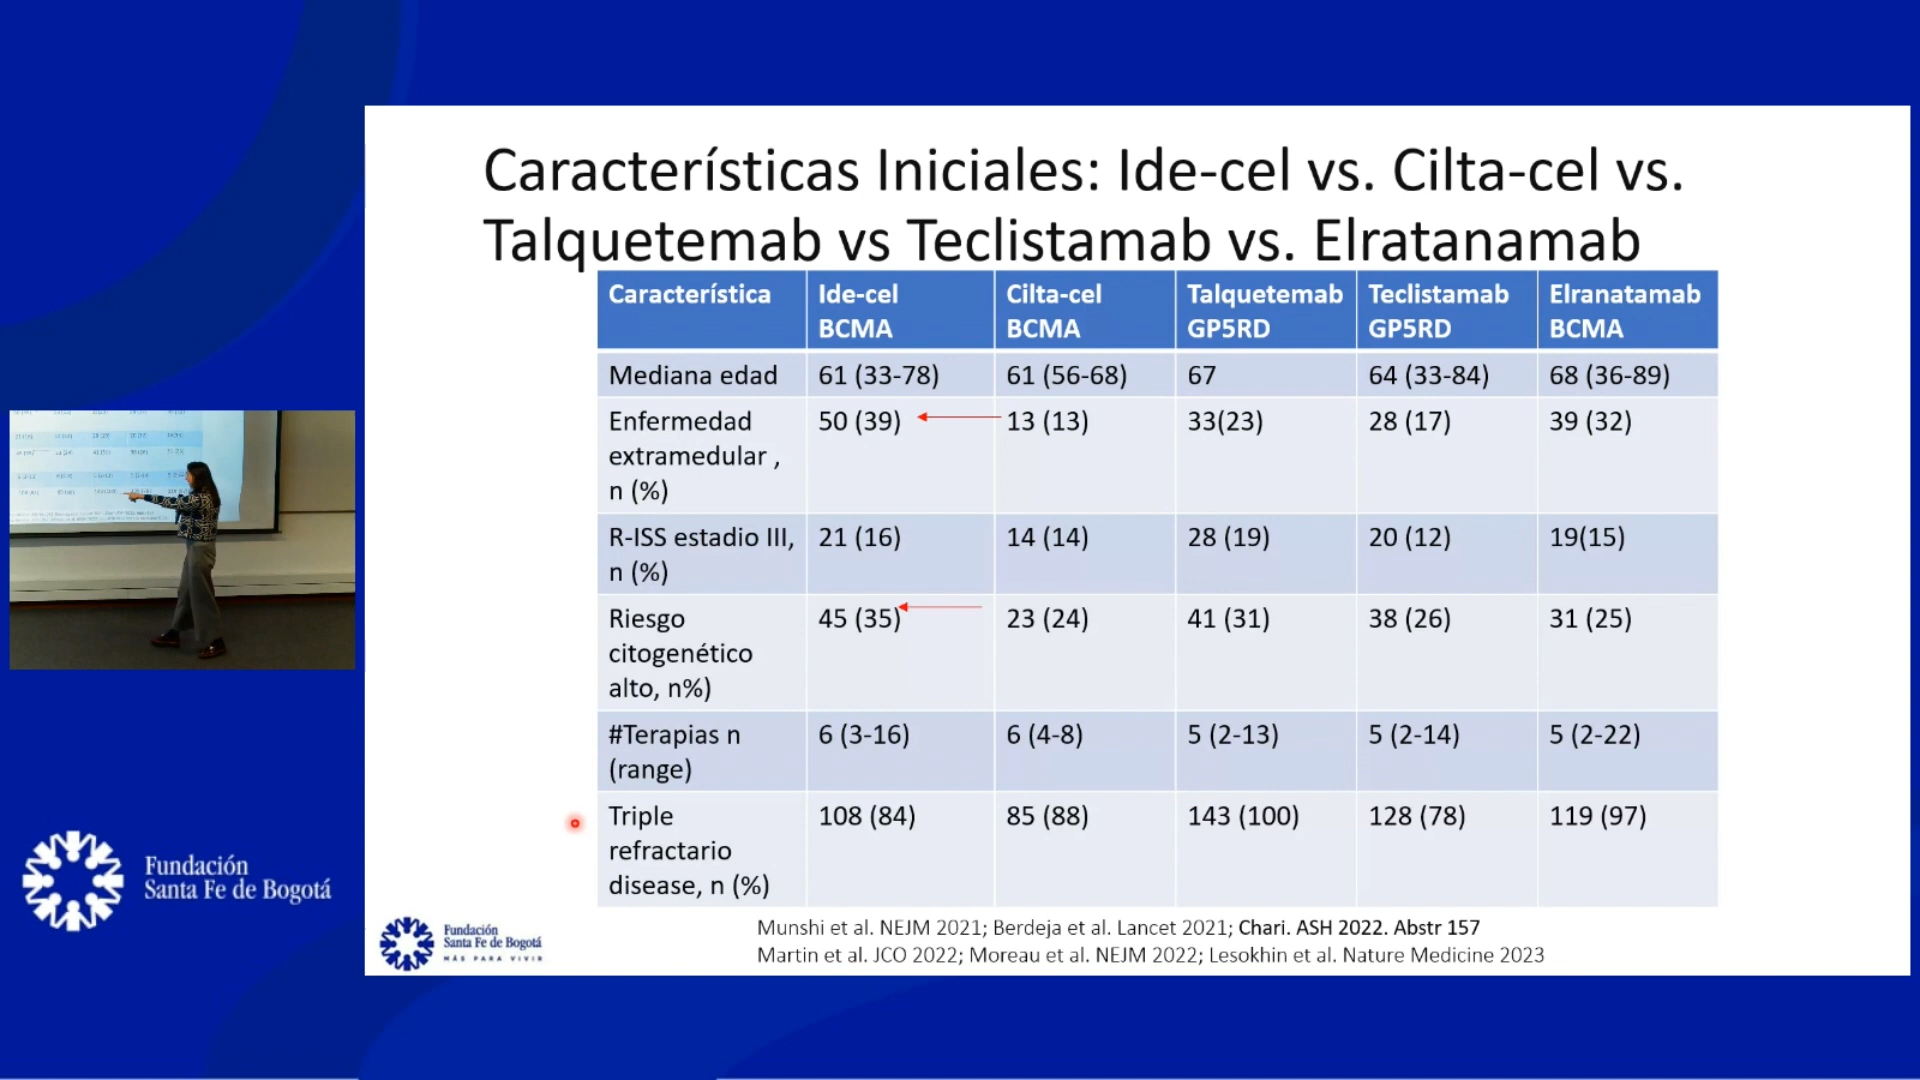 Características Iniciales: Ide-cel vs. Cilta-cel vs.
Talquetemab vs Teclistamab vs. Elratanamab
Característica Ide-cel BCMA Cilta-cel BCMA Talquetemab GP5RD Teclistamab GP5RD Elranatamab BCMA
Mediana edad 61 (33-78) 61 (56-68) 67 64 (33-84) 68 (36-89)
Enfermedad extramedular , n (%) 50 (39) 13 (13) 33(23) 28 (17) 39 (32)
R-ISS estadio III, n (%) 21 (16) 14 (14) 28 (19) 20 (12) 19(15)
Riesgo citogenético alto, n%) 45 (35) 23 (24) 41 (31) 38 (26) 31 (25)
#Terapias n (range) 6 (3-16) 6 (4-8) 5 (2-13) 5 (2-14) 5 (2-22)
Triple refractario disease, n (%) 108 (84) 85 (88) 143 (100) 128 (78) 119 (97)
Munshi et al. NEJM 2021; Berdeja et al. Lancet 2021; Chari. ASH 2022. Abstr 157
Martin et al. JCO 2022; Moreau et al. NEJM 2022; Lesokhin et al. Nature Medicine 2023
Fundación
Santa Fe de Bogotá
MÁS PARA VIVIR
Fundación
Santa Fe de Bogotá